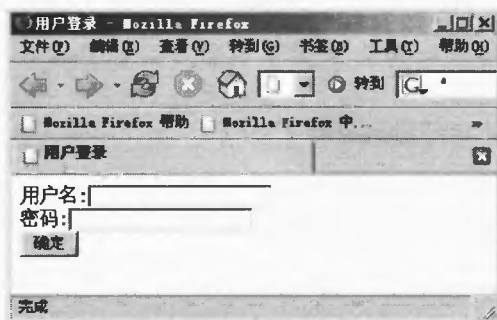 用户登录 - Mozilla Firefox
文件(F) 编辑(E) 查看(V) 转到(G) 书签(B) 工具(T) 帮助(H)
转到 G
Mozilla Firefox 帮助 Mozilla Firefox 中...
用户登录
用户名:
密码:
确定
完成